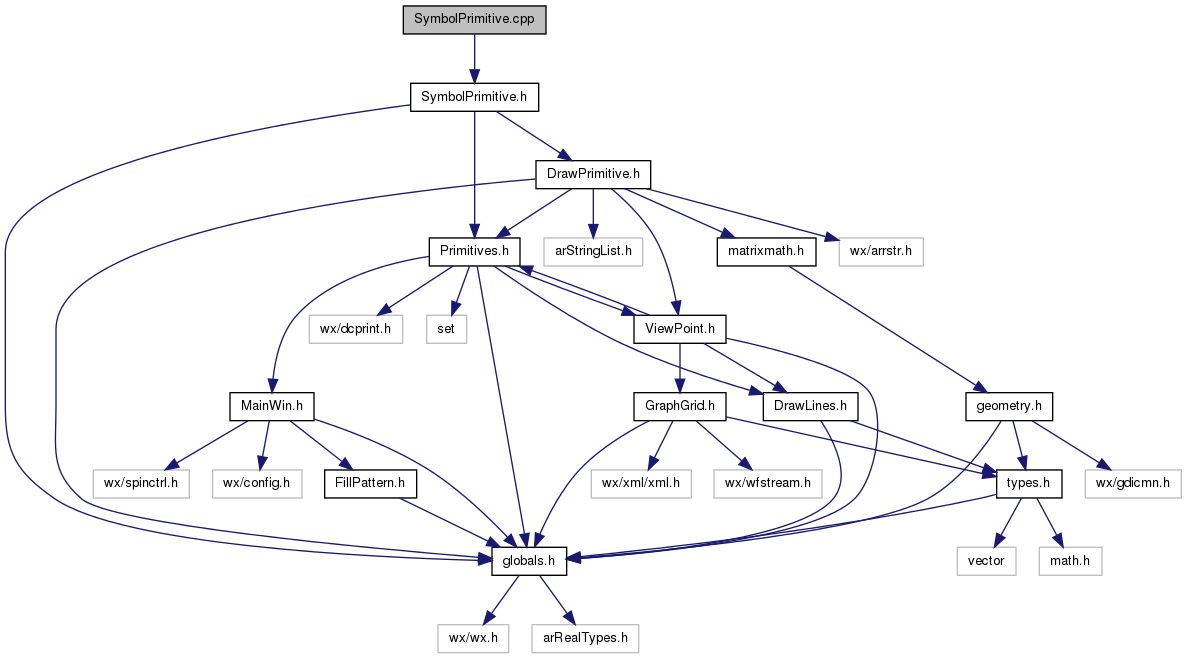 SymbolPrimitive.cpp
SymbolPrimitive.h
DrawPrimitive.h
Primitives.h
arStringList.h
matrixmath.h
wx/arrstr.h
wx/dcprint.h
set
ViewPoint.h
MainWin.h
GraphGrid.h
DrawLines.h
geometry.h
wx/spinctrl.h
wx/config.h
FillPattern.h
wx/xml/xml.h
wx/wfstream.h
types.h
wx/gdicmn.h
globals.h
vector
math.h
wx/wx.h
arRealTypes.h